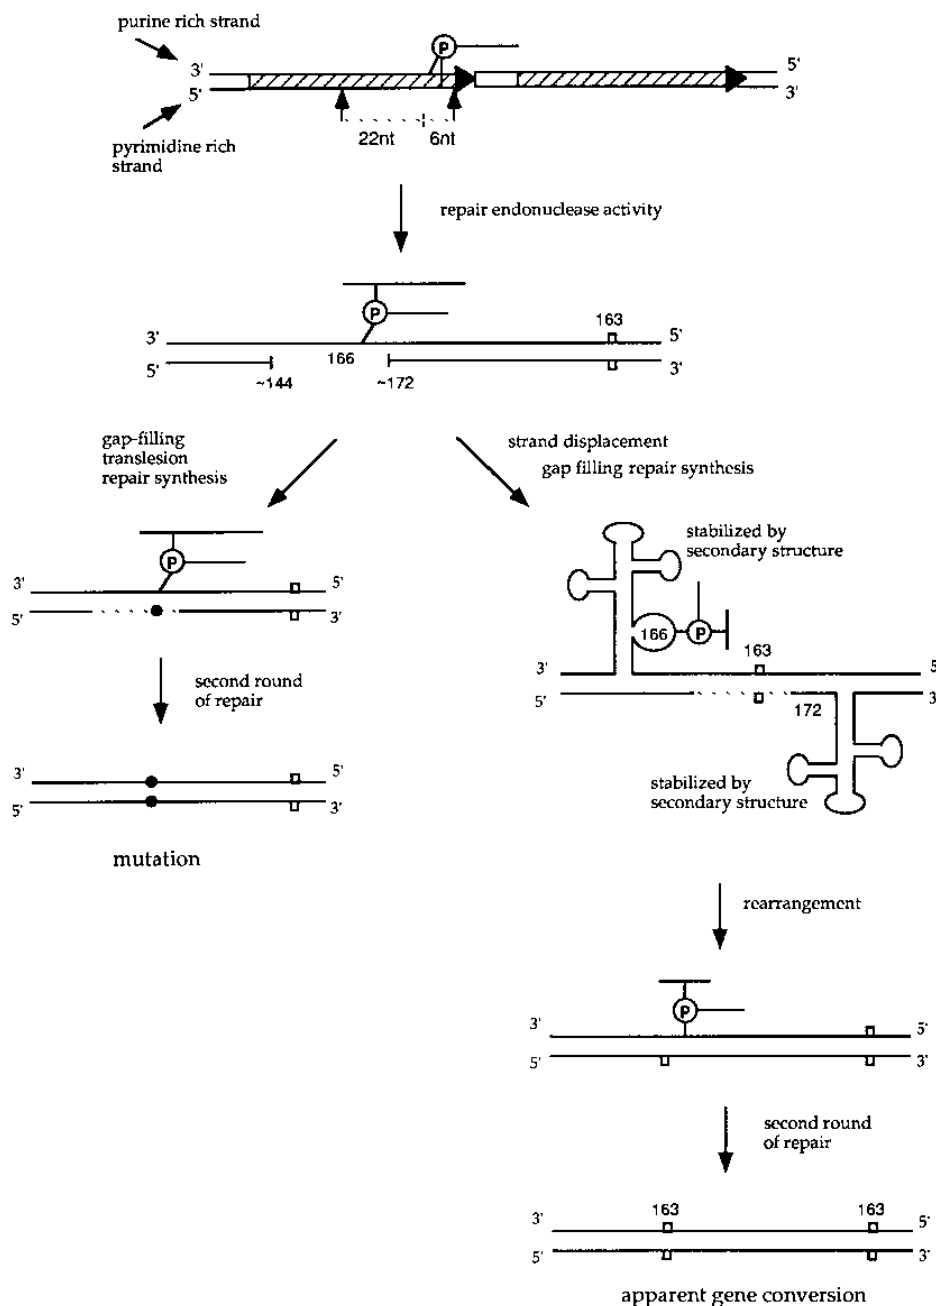 purine rich strand
P
3'
5'
5'
3'
22nt
6nt
pyrimidine rich
strand
repair endonuclease activity
P
163
3'
5'
166
5'
3'
~144
~172
gap-filling
translesion
repair synthesis
strand displacement
gap filling repair synthesis
P
3'
5'
5'
3'
stabilized by
secondary structure
166
P
163
3'
5'
5'
3'
172
second round
of repair
3'
5'
5'
3'
stabilized by
secondary structure
mutation
rearrangement
P
3'
5'
5'
3'
second round
of repair
163
163
3'
5'
5'
3'
apparent gene conversion